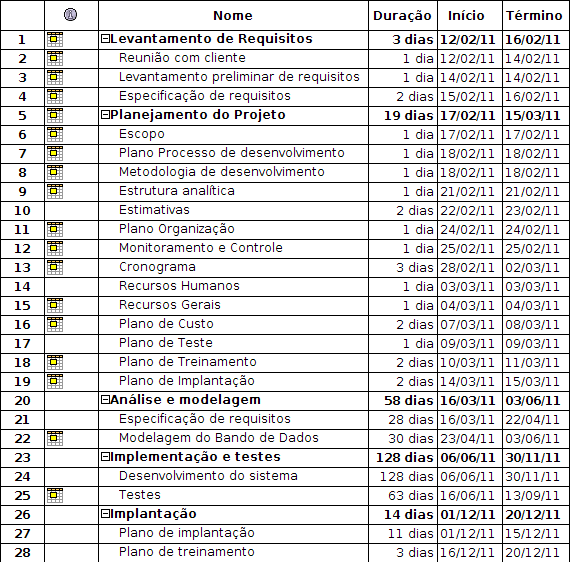 Nome Duração Início Término
1 Levantamento de Requisitos 3 dias 12/02/11 16/02/11
2 Reunião com cliente 1 dia 12/02/11 14/02/11
3 Levantamento preliminar de requisitos 1 dia 14/02/11 14/02/11
4 Especificação de requisitos 2 dias 15/02/11 16/02/11
5 Planejamento do Projeto 19 dias 17/02/11 15/03/11
6 Escopo 1 dia 17/02/11 17/02/11
7 Plano Processo de desenvolvimento 1 dia 18/02/11 18/02/11
8 Metodologia de desenvolvimento 1 dia 18/02/11 18/02/11
9 Estrutura analítica 1 dia 21/02/11 21/02/11
10 Estimativas 2 dias 22/02/11 23/02/11
11 Plano Organização 1 dia 24/02/11 24/02/11
12 Monitoramento e Controle 1 dia 25/02/11 25/02/11
13 Cronograma 3 dias 28/02/11 02/03/11
14 Recursos Humanos 1 dia 03/03/11 03/03/11
15 Recursos Gerais 1 dia 04/03/11 04/03/11
16 Plano de Custo 2 dias 07/03/11 08/03/11
17 Plano de Teste 1 dia 09/03/11 09/03/11
18 Plano de Treinamento 2 dias 10/03/11 11/03/11
19 Plano de Implantação 2 dias 14/03/11 15/03/11
20 Análise e modelagem 58 dias 16/03/11 03/06/11
21 Especificação de requisitos 28 dias 16/03/11 22/04/11
22 Modelagem do Bando de Dados 30 dias 23/04/11 03/06/11
23 Implementação e testes 128 dias 06/06/11 30/11/11
24 Desenvolvimento do sistema 128 dias 06/06/11 30/11/11
25 Testes 63 dias 16/06/11 13/09/11
26 Implantação 14 dias 01/12/11 20/12/11
27 Plano de implantação 11 dias 01/12/11 15/12/11
28 Plano de treinamento 3 dias 16/12/11 20/12/11